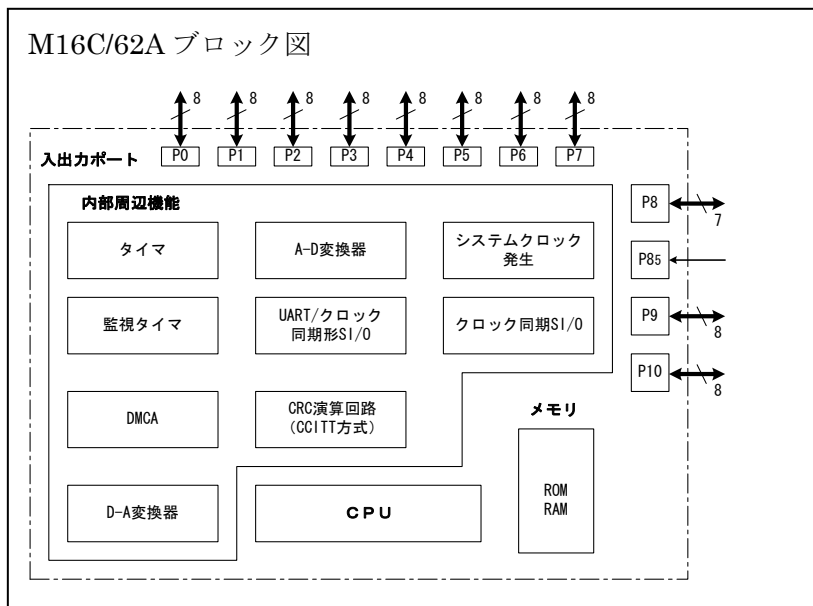 M16C/62A ブロック図
8 8 8 8 8 8 8 8
入出力ポート P0 P1 P2 P3 P4 P5 P6 P7
内部周辺機能
タイマ
A-D変換器
システムクロック
発生
監視タイマ
UART/クロック
同期形SI/O
クロック同期SI/O
DMCA
CRC演算回路
(CCITT方式)
D-A変換器
CPU
メモリ
ROM
RAM
P8
7
P85
P9
8
P10
8